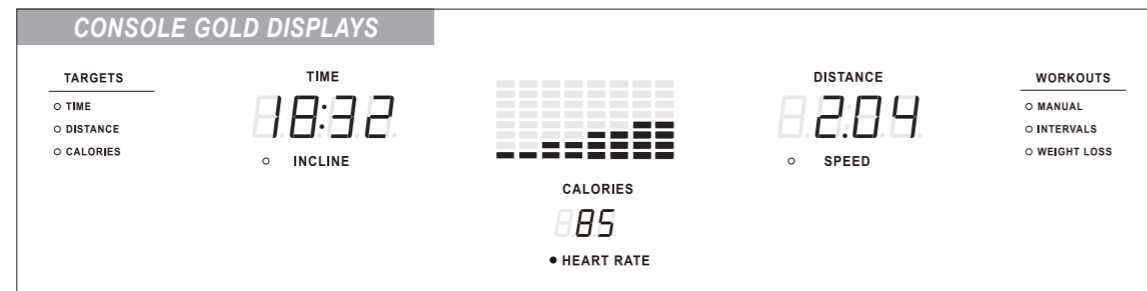 CONSOLE GOLD DISPLAYS
TARGETS
TIME
DISTANCE
CALORIES
TIME
18:32
INCLINE
CALORIES
85
HEART RATE
DISTANCE
2.04
SPEED
WORKOUTS
MANUAL
INTERVALS
WEIGHT LOSS